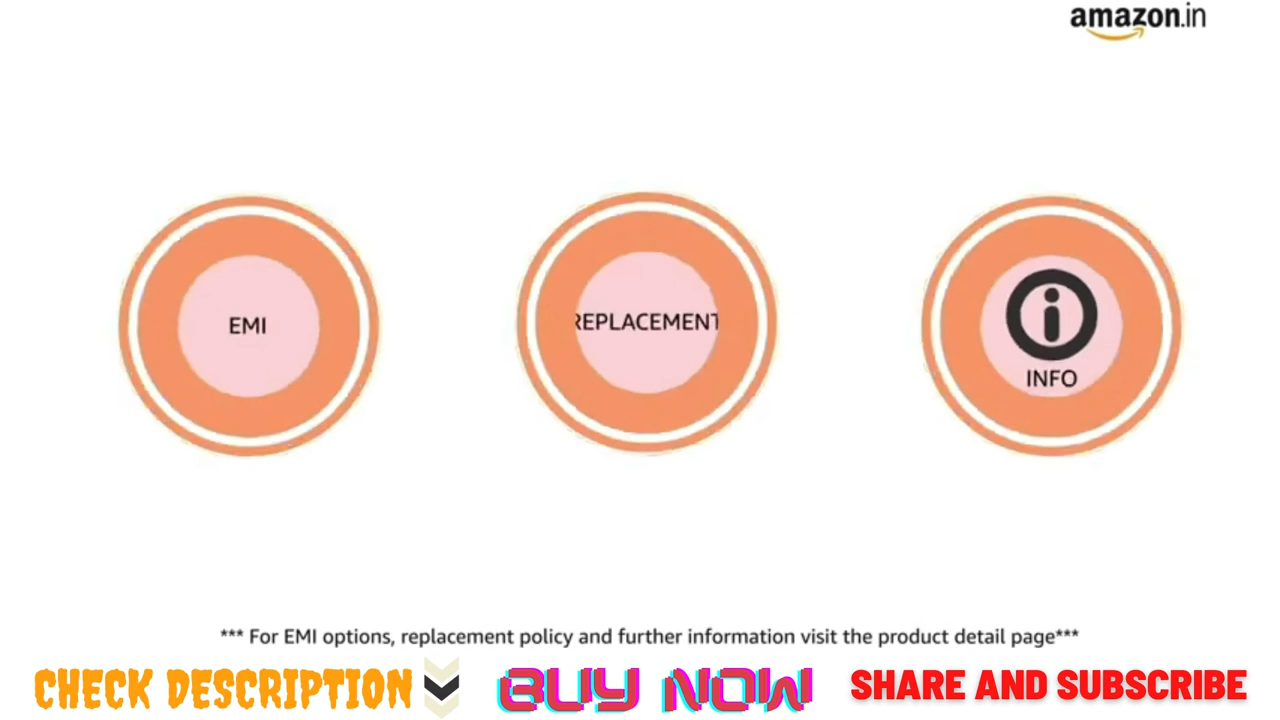 amazon.in
EMI
REPLACEMENT
INFO
*** For EMI options, replacement policy and further information visit the product detail page***
CHECK DESCRIPTION
BUY NOW
SHARE AND SUBSCRIBE